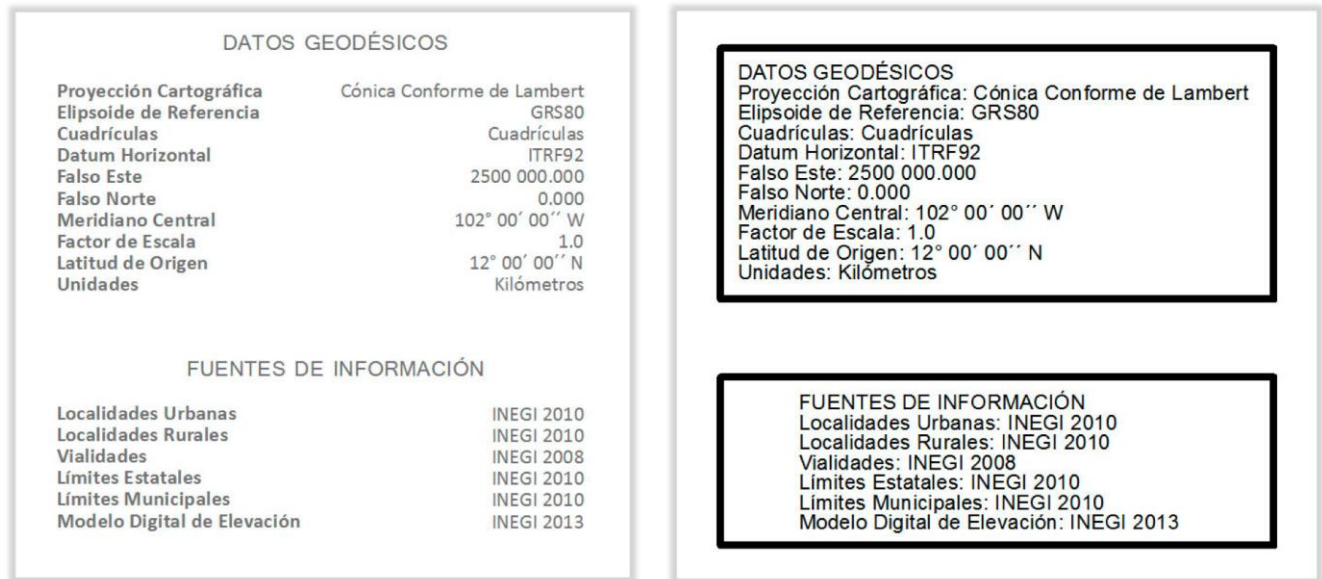 DATOS GEODÉSICOS
Proyección Cartográfica Cónica Conforme de Lambert
Elipsoide de Referencia GRS80
Cuadrículas Cuadrículas
Datum Horizontal ITRF92
Falso Este 2500 000.000
Falso Norte 0.000
Meridiano Central 102° 00´ 00´´ W
Factor de Escala 1.0
Latitud de Origen 12° 00´ 00´´ N
Unidades Kilómetros
FUENTES DE INFORMACIÓN
Localidades Urbanas INEGI 2010
Localidades Rurales INEGI 2010
Vialidades INEGI 2008
Límites Estatales INEGI 2010
Límites Municipales INEGI 2010
Modelo Digital de Elevación INEGI 2013
DATOS GEODÉSICOS
Proyección Cartográfica: Cónica Conforme de Lambert
Elipsoide de Referencia: GRS80
Cuadrículas: Cuadrículas
Datum Horizontal: ITRF92
Falso Este: 2500 000.000
Falso Norte: 0.000
Meridiano Central: 102° 00´ 00´´ W
Factor de Escala: 1.0
Latitud de Origen: 12° 00´ 00´´ N
Unidades: Kilómetros
FUENTES DE INFORMACIÓN
Localidades Urbanas: INEGI 2010
Localidades Rurales: INEGI 2010
Vialidades: INEGI 2008
Límites Estatales: INEGI 2010
Límites Municipales: INEGI 2010
Modelo Digital de Elevación: INEGI 2013